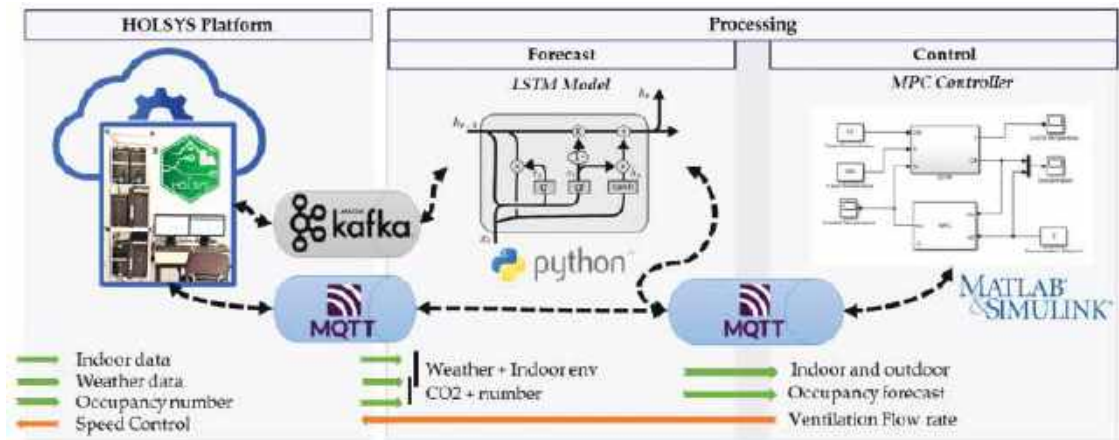 HOLSYS Platform
Processing
Forecast
Control
LSTM Model
MPC Controller
HOLSYS
kafka
python
MATLAB
&SIMULINK
MQTT
MQTT
Indoor data
Weather data
Occupancy number
Speed Control
Weather + Indoor env
CO2 + number
Indoor and outdoor
Occupancy forecast
Ventilation Flow rate